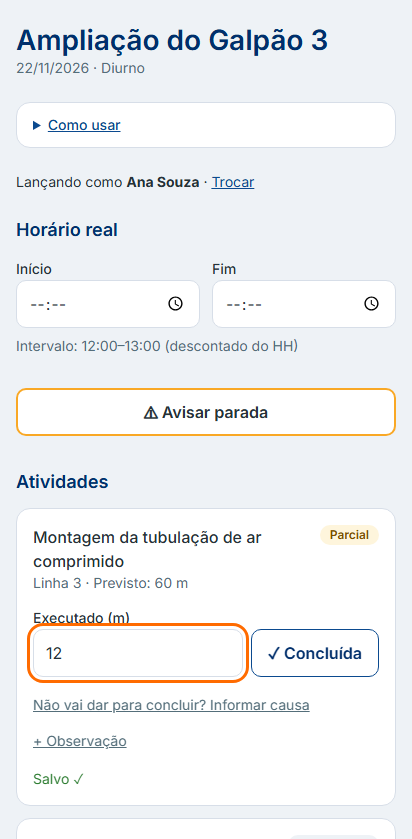 Ampliação do Galpão 3
22/11/2026 · Diurno
▶ Como usar
Lançando como Ana Souza · Trocar
Horário real
Início
Fim
--:--
--:--
Intervalo: 12:00–13:00 (descontado do HH)
⚠ Avisar parada
Atividades
Montagem da tubulação de ar
comprimido
Parcial
Linha 3 · Previsto: 60 m
Executado (m)
12
✓ Concluída
Não vai dar para concluir? Informar causa
+ Observação
Salvo ✓